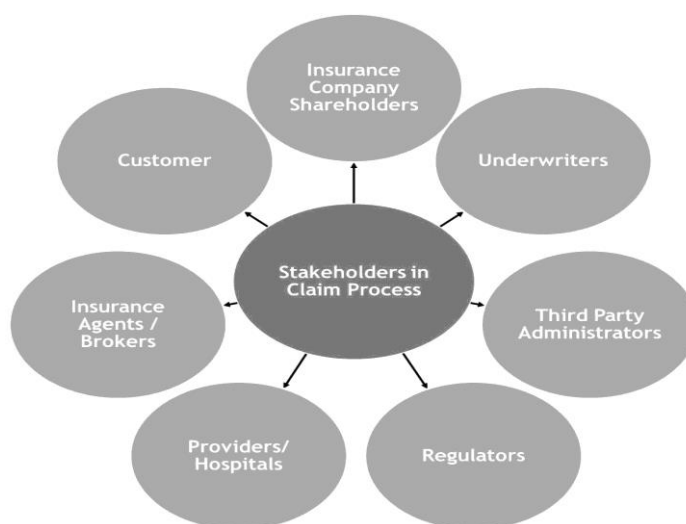 Insurance
Company
Shareholders
Customer
Underwriters
Stakeholders in
Claim Process
Insurance
Agents /
Brokers
Third Party
Administrators
Providers/
Hospitals
Regulators